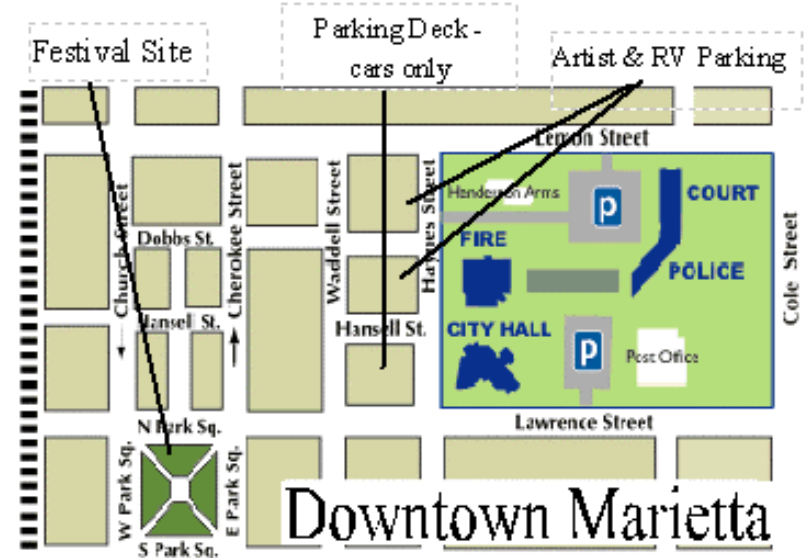 Festival Site
Parking Deck -
cars only
Artist & RV Parking
Lemon Street
Henderson Arms
P
COURT
Church Street
Dobbs St.
Cherokee Street
Waddell Street
Haynes Street
FIRE
POLICE
Cole Street
Hansell St.
Hansell St.
CITY HALL
P
Post Office
N Park Sq.
Lawrence Street
W Park Sq.
E Park Sq.
S Park Sq.
Downtown Marietta